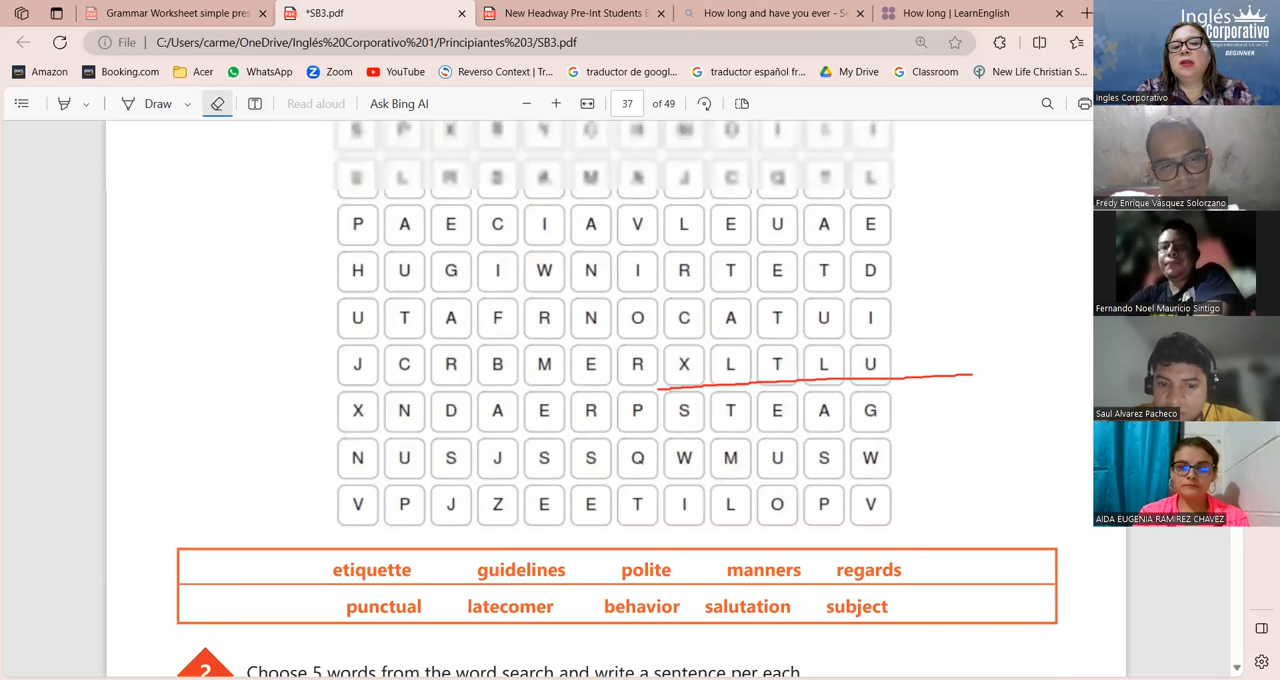 Grammar Worksheet simple pres
*SB3.pdf
New Headway Pre-Int Students B
How long and have you ever - Se
How long | LearnEnglish
File
C:/Users/carme/OneDrive/Inglés%20Corporativo%201/Principiantes%203/SB3.pdf
Amazon
Booking.com
Acer
WhatsApp
Zoom
YouTube
Reverso Context | Tr...
traductor de googl...
traductor español fr...
My Drive
Classroom
New Life Christian S...
Draw
Read aloud
Ask Bing AI
37
of 49
P A E C I A V L E U A E
H U G I W N I R T E T D
U T I F R N O C A T U I
J C R B M E R X L T L U
X N D A E R P S T E A G
N U S J S S Q W M U S W
V P J Z E E T I L O P V
etiquette guidelines polite manners regards
punctual latecomer behavior salutation subject
2
Choose 5 words from the word search and write a sentence per each
Inglés
Corporativo
BEGINNER
Ingles Corporativo
Fredy Enrique Vásquez Solorzano
Fernando Noel Mauricio Sintigo
Saul Alvarez Pacheco
AIDA EUGENIA RAMIREZ CHAVEZ